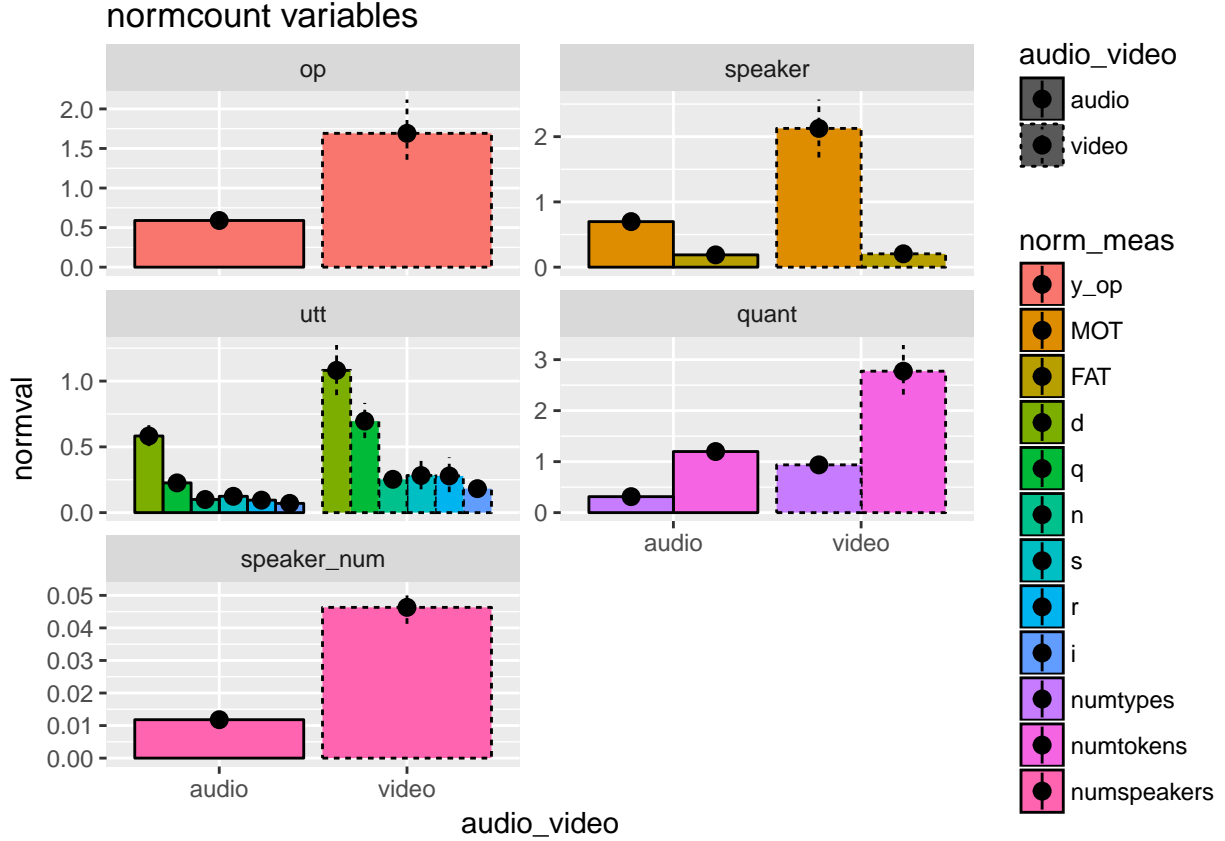 normcount variables
op
2.0
1.5
1.0
0.5
0.0
speaker
2
1
0
utt
1.0
0.5
0.0
quant
3
2
1
0
audio
video
speaker_num
0.05
0.04
0.03
0.02
0.01
0.00
audio
video
audio_video
normval
audio_video
audio
video
norm_meas
y_op
MOT
FAT
d
q
n
s
r
i
numtypes
numtokens
numspeakers